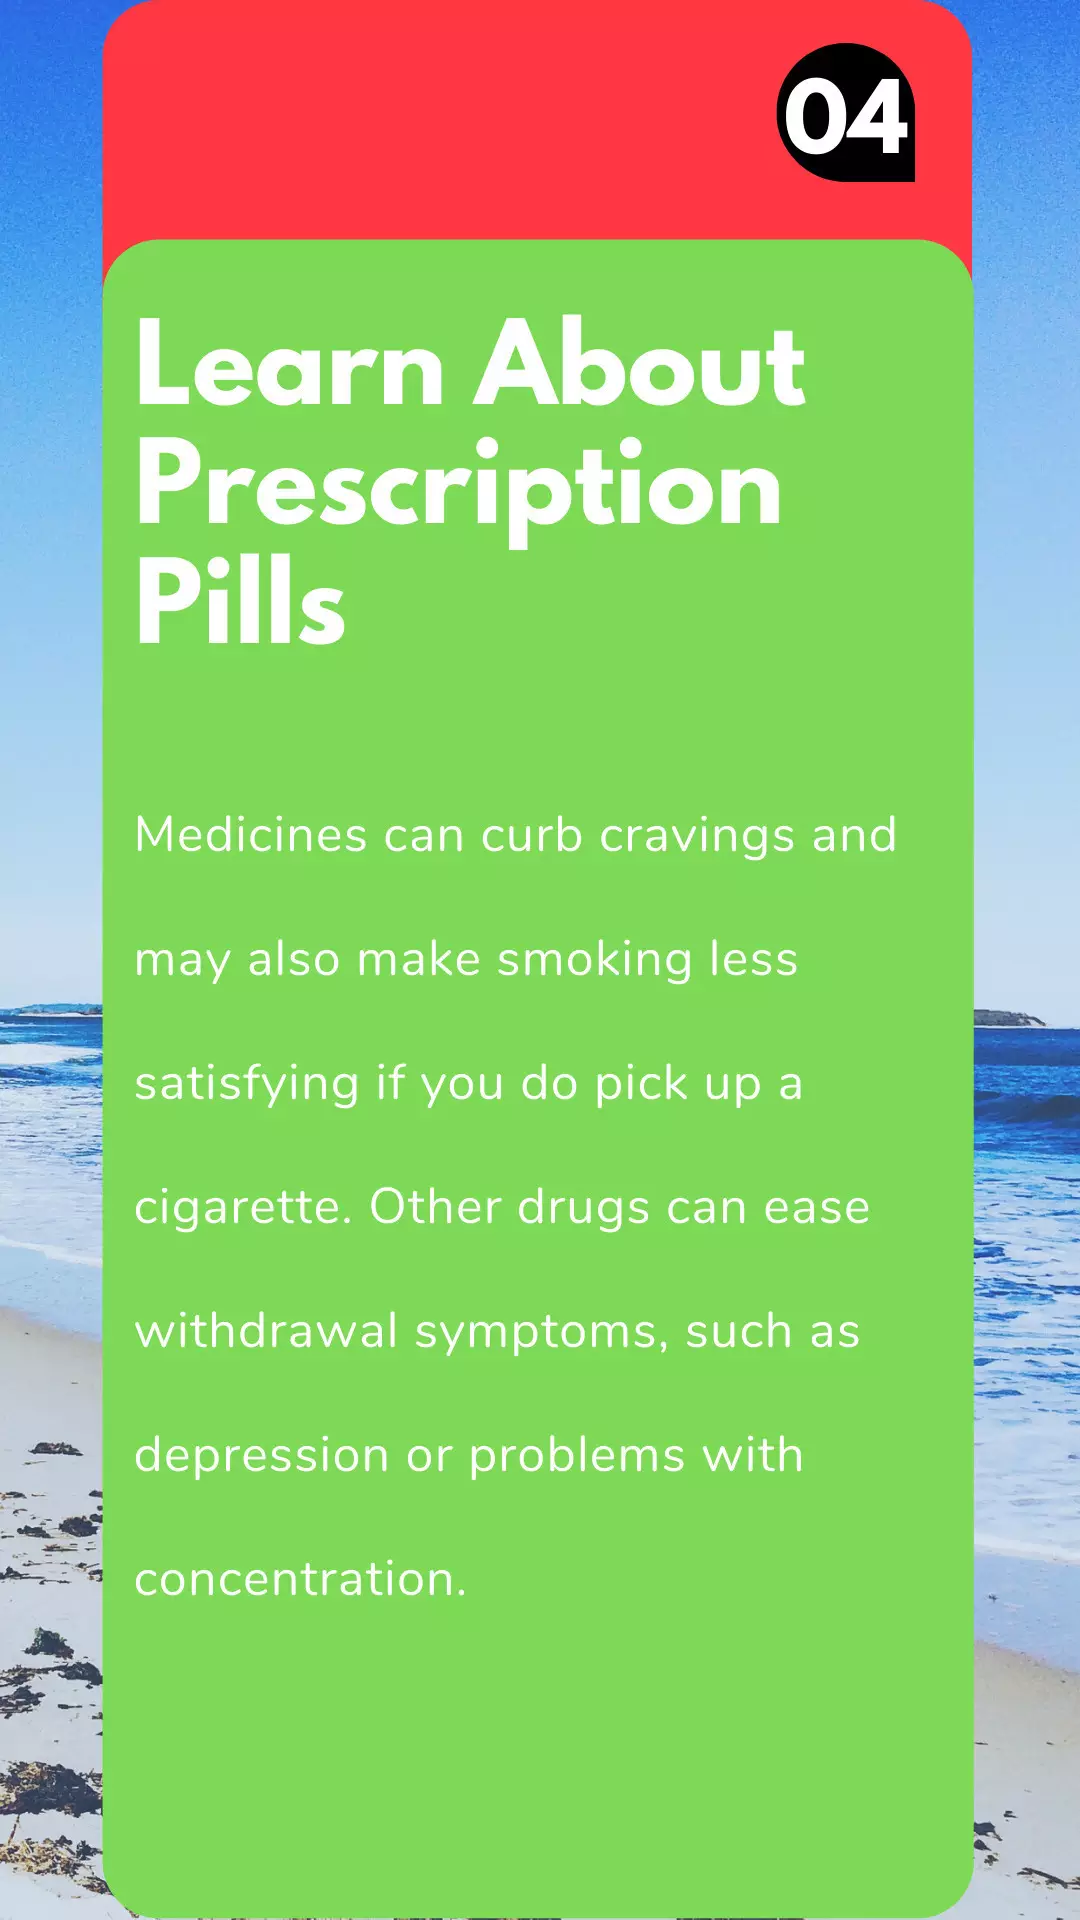 04
Learn About
Prescription
Pills
Medicines can curb cravings and
may also make smoking less
satisfying if you do pick up a
cigarette. Other drugs can ease
withdrawal symptoms, such as
depression or problems with
concentration.